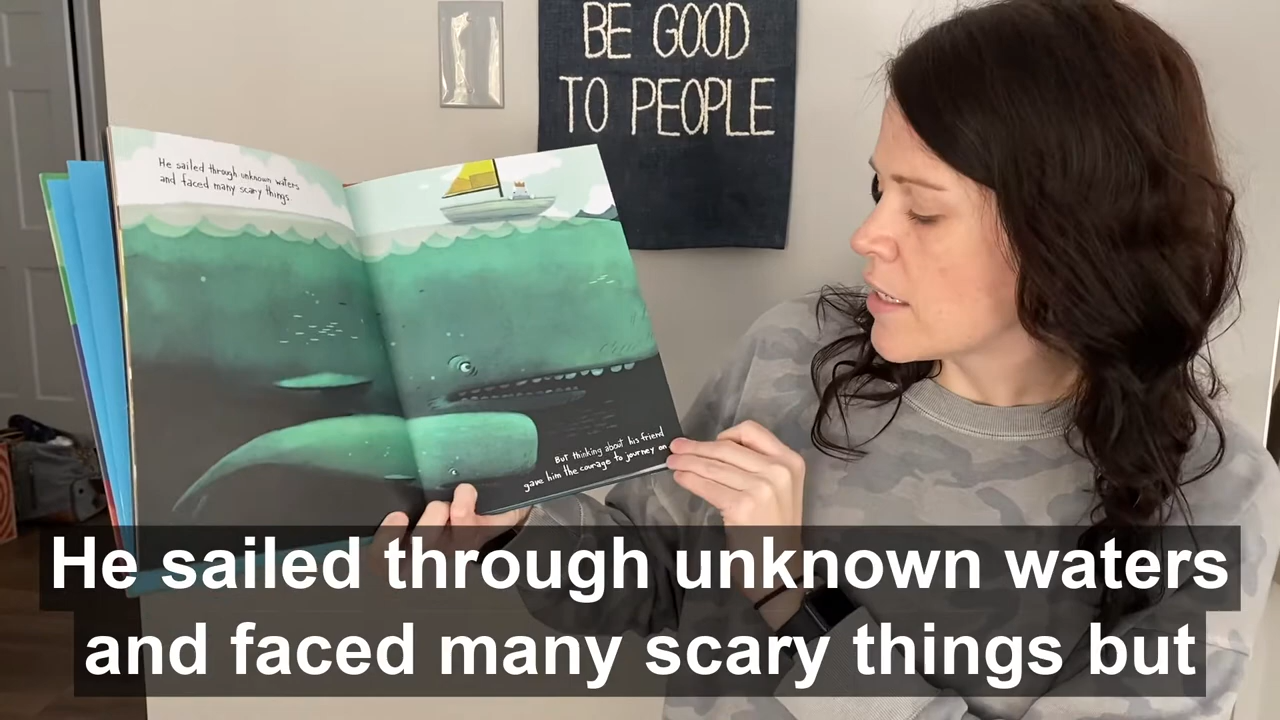 BE GOOD
TO PEOPLE
He sailed through unknown waters
and faced many scary things.
But thinking about his friend
gave him the courage to journey on
He sailed through unknown waters
and faced many scary things but